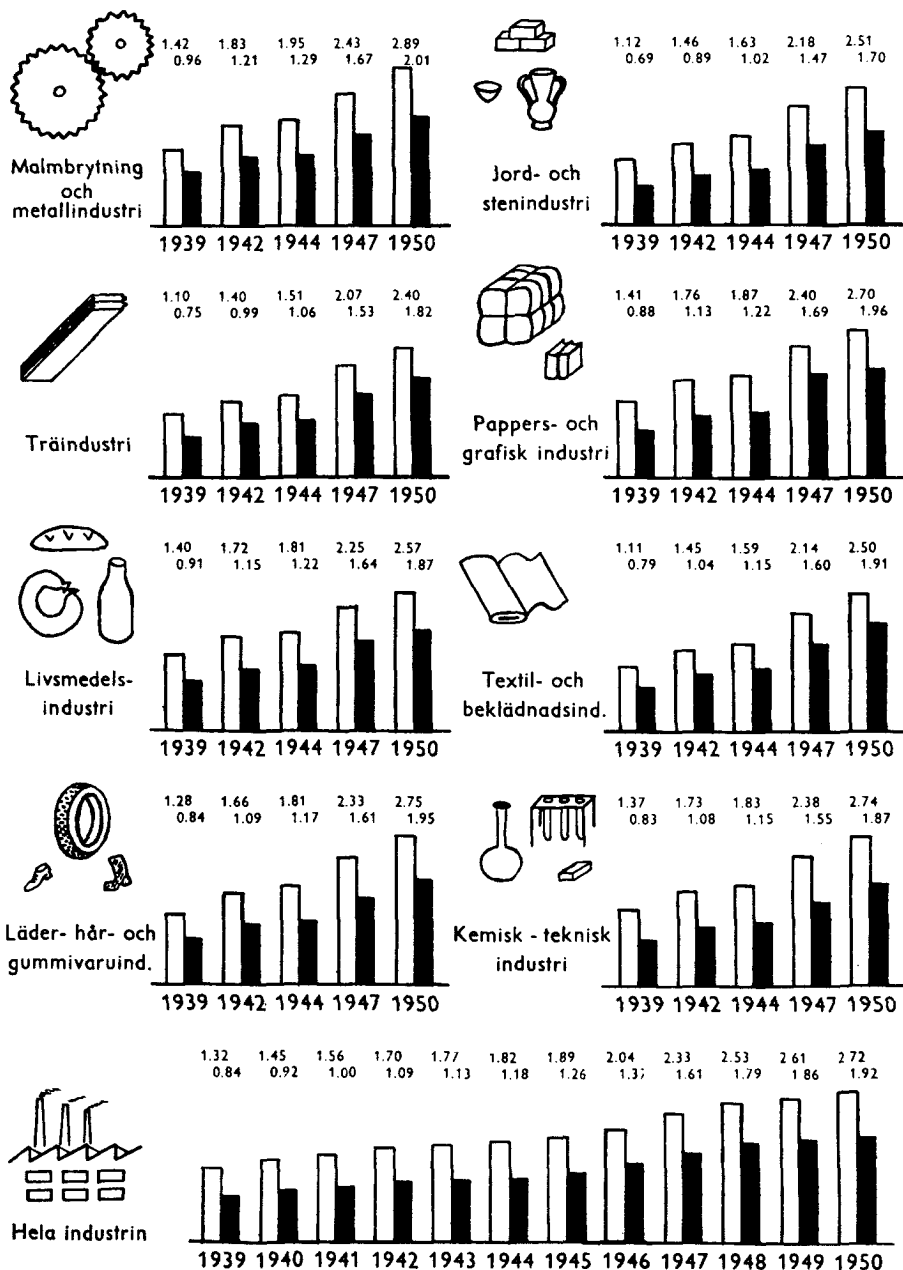 1.42 1.83 1.95 2.43 2.89
0.96 1.21 1.29 1.67 2.01
Malmbrytning
och
metallindustri
1939 1942 1944 1947 1950
1.12 1.46 1.63 2.18 2.51
0.69 0.89 1.02 1.47 1.70
Jord- och
stenindustri
1939 1942 1944 1947 1950
1.10 1.40 1.51 2.07 2.40
0.75 0.99 1.06 1.53 1.82
Träindustri
1939 1942 1944 1947 1950
1.41 1.76 1.87 2.40 2.70
0.88 1.13 1.22 1.69 1.96
Pappers- och
grafisk industri
1939 1942 1944 1947 1950
1.40 1.72 1.81 2.25 2.57
0.91 1.15 1.22 1.64 1.87
Livsmedels-
industri
1939 1942 1944 1947 1950
1.11 1.45 1.59 2.14 2.50
0.79 1.04 1.15 1.60 1.91
Textil- och
beklädnadsind.
1939 1942 1944 1947 1950
1.28 1.66 1.81 2.33 2.75
0.84 1.09 1.17 1.61 1.95
Läder- hår- och
gummivaruind.
1939 1942 1944 1947 1950
1.37 1.73 1.83 2.38 2.74
0.83 1.08 1.15 1.55 1.87
Kemisk - teknisk
industri
1939 1942 1944 1947 1950
1.32 1.45 1.56 1.70 1.77 1.82 1.89 2.04 2.33 2.53 2.61 2.72
0.84 0.92 1.00 1.09 1.13 1.18 1.26 1.37 1.61 1.79 1.86 1.92
Hela industrin
1939 1940 1941 1942 1943 1944 1945 1946 1947 1948 1949 1950